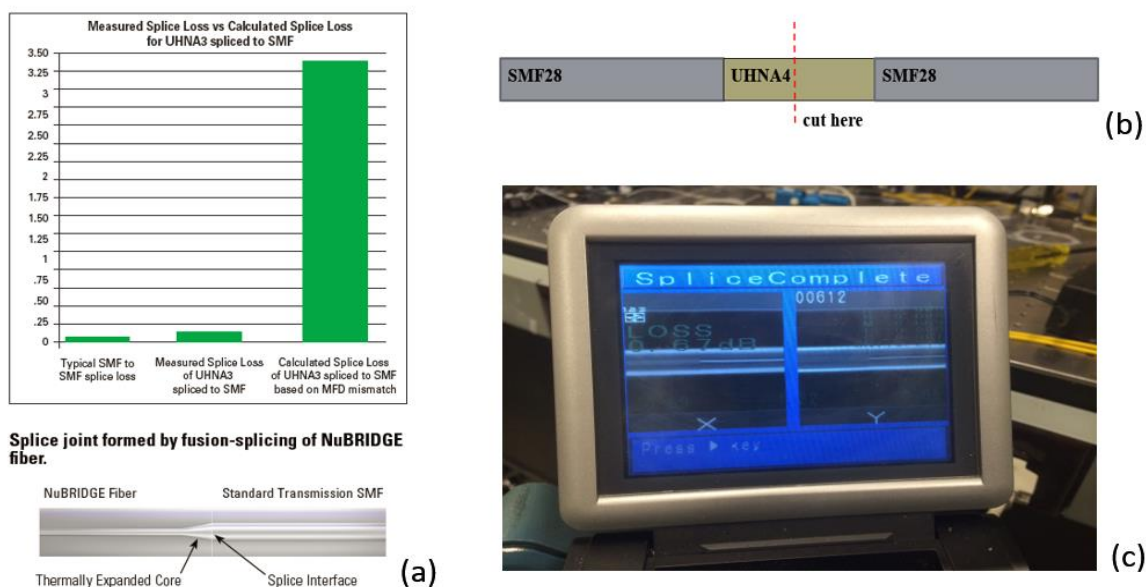 Measured Splice Loss vs Calculated Splice Loss
for UHNA3 spliced to SMF
3.50
3.25
3
2.75
2.50
2.25
2
1.75
1.50
1.25
1
.75
.50
.25
0
Typical SMF to
SMF splice loss
Measured Splice Loss
of UHNA3
spliced to SMF
Calculated Splice Loss
of UHNA3 spliced to SMF
based on MFD mismatch
Splice joint formed by fusion-splicing of NuBRIDGE
fiber.
NuBRIDGE Fiber
Standard Transmission SMF
Thermally Expanded Core
Splice Interface
(a)
SMF28
UHNA4
SMF28
cut here
(b)
SpliceComplete
00612
LOSS
0.67dB
X
Y
Press ▶ key
(c)